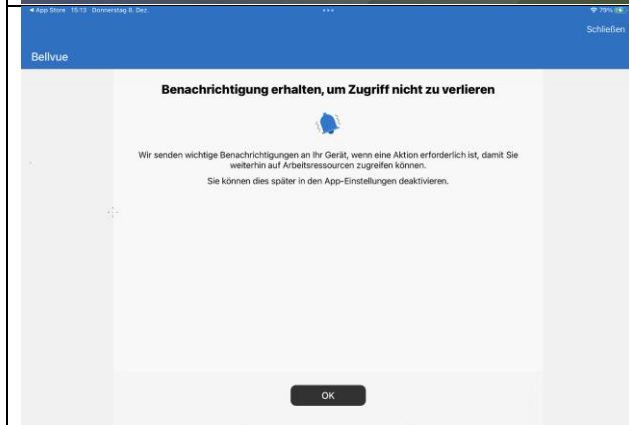 ◀ App Store 15:13 Donnerstag 8. Dez. 79%
Schließen
Bellvue
Benachrichtigung erhalten, um Zugriff nicht zu verlieren
Wir senden wichtige Benachrichtigungen an Ihr Gerät, wenn eine Aktion erforderlich ist, damit Sie
weiterhin auf Arbeitsressourcen zugreifen können.
Sie können dies später in den App-Einstellungen deaktivieren.
OK